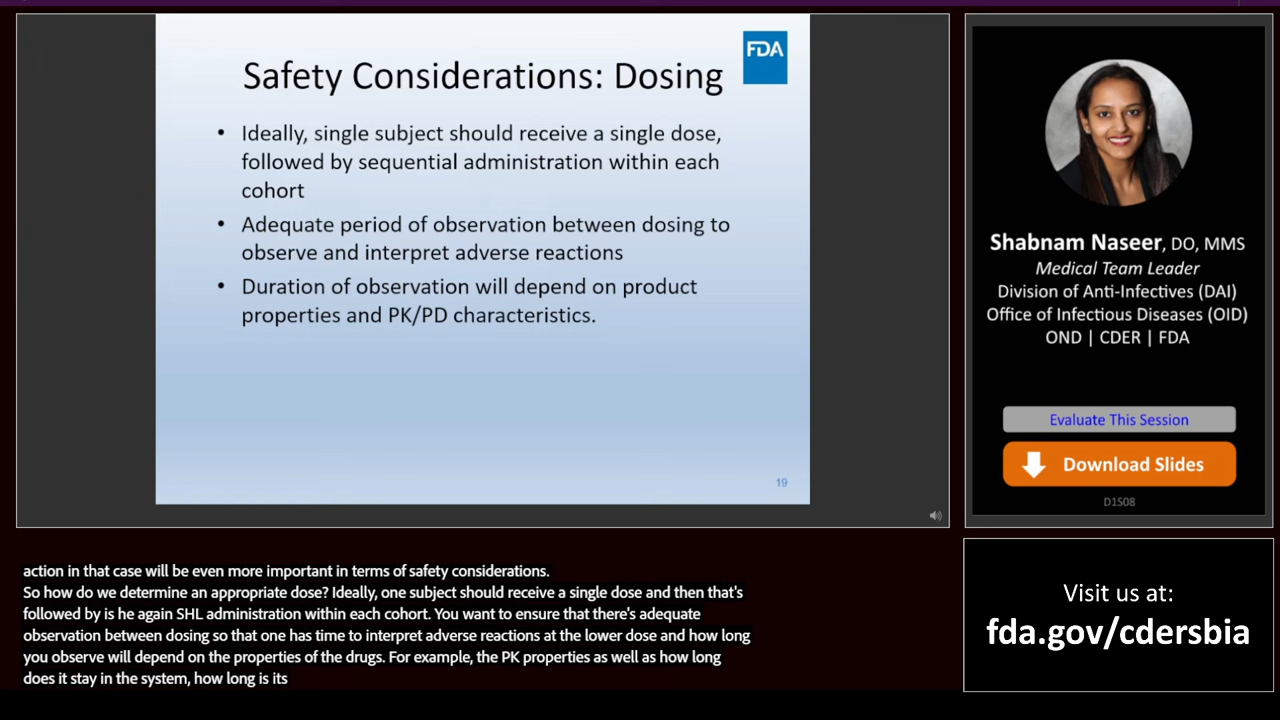 FDA
Safety Considerations: Dosing
• Ideally, single subject should receive a single dose,
followed by sequential administration within each
cohort
• Adequate period of observation between dosing to
observe and interpret adverse reactions
• Duration of observation will depend on product
properties and PK/PD characteristics.
19
Shabnam Naseer, DO, MMS
Medical Team Leader
Division of Anti-Infectives (DAI)
Office of Infectious Diseases (OID)
OND | CDER | FDA
Evaluate This Session
Download Slides
D1S08
action in that case will be even more important in terms of safety considerations.
So how do we determine an appropriate dose? Ideally, one subject should receive a single dose and then that's
followed by is he again SHL administration within each cohort. You want to ensure that there's adequate
observation between dosing so that one has time to interpret adverse reactions at the lower dose and how long
you observe will depend on the properties of the drugs. For example, the PK properties as well as how long
does it stay in the system, how long is its
Visit us at:
fda.gov/cdersbia